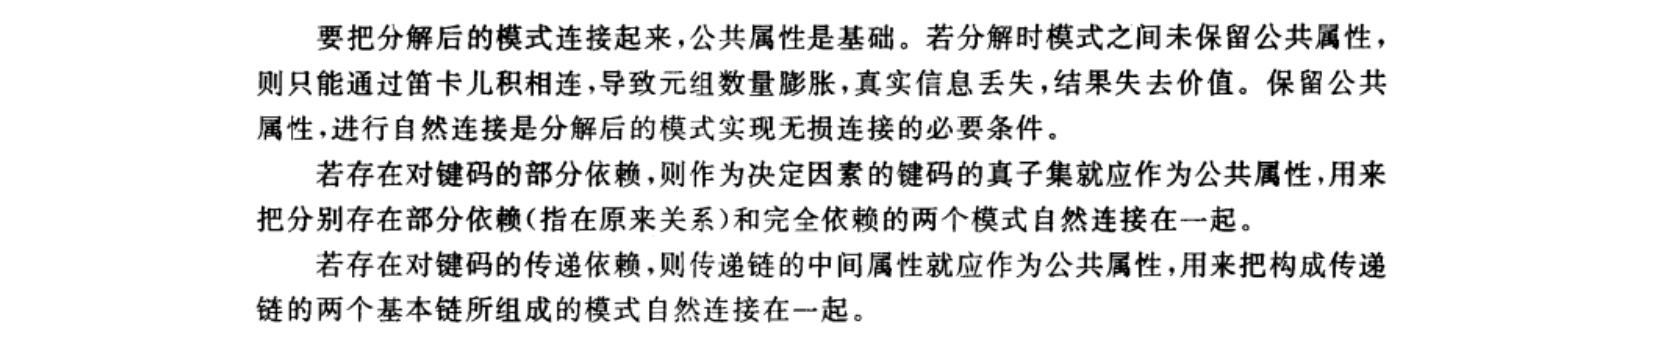 要把分解后的模式连接起来,公共属性是基础。若分解时模式之间未保留公共属性,
则只能通过笛卡儿积相连,导致元组数量膨胀,真实信息丢失,结果失去价值。保留公共
属性,进行自然连接是分解后的模式实现无损连接的必要条件。
若存在对键码的部分依赖,则作为决定因素的键码的真子集就应作为公共属性,用来
把分别存在部分依赖(指在原来关系)和完全依赖的两个模式自然连接在一起。
若存在对键码的传递依赖,则传递链的中间属性就应作为公共属性,用来把构成传递
链的两个基本链所组成的模式自然连接在一起。